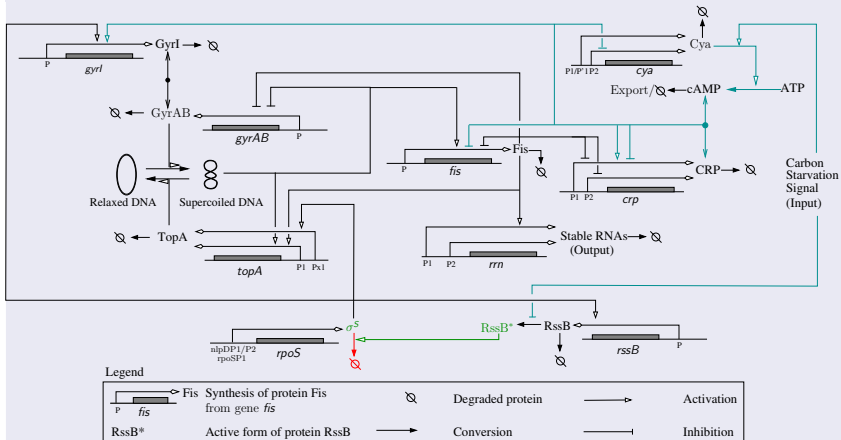 GyrI
P
gyrI
Cya
P1/P'1 P2
cya
Export/
cAMP
ATP
GyrAB
gyrAB
P
Fis
P
fis
P1 P2
crp
CRP
Carbon
Starvation
Signal
(Input)
Relaxed DNA
Supercoiled DNA
TopA
topA
P1 Px1
P1 P2
rrn
Stable RNAs
(Output)
σS
nlpDP1/P2
rpoSP1
rpoS
RssB*
RssB
rssB
P
Legend
P
fis
Fis
Synthesis of protein Fis
from gene fis
Degraded protein
Activation
RssB*
Active form of protein RssB
Conversion
Inhibition